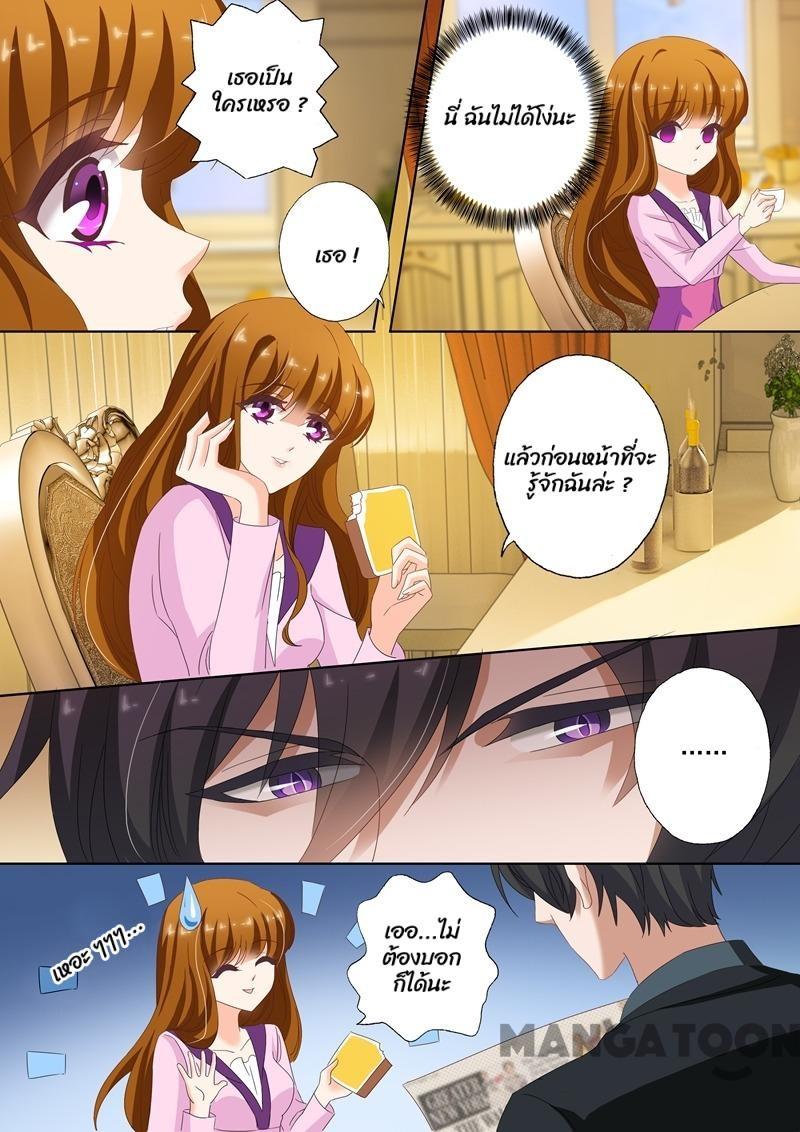 เธอเป็น
ใครเหรอ ?
เธอ !
นี่ ฉันไม่ได้โง่นะ
แล้วก่อนหน้าที่จะ
รู้จักฉันล่ะ ?
......
เหอะ ๆๆๆ...
เออ...ไม่
ต้องบอก
ก็ได้นะ
MANGATOON
GREATER
NEW YORK